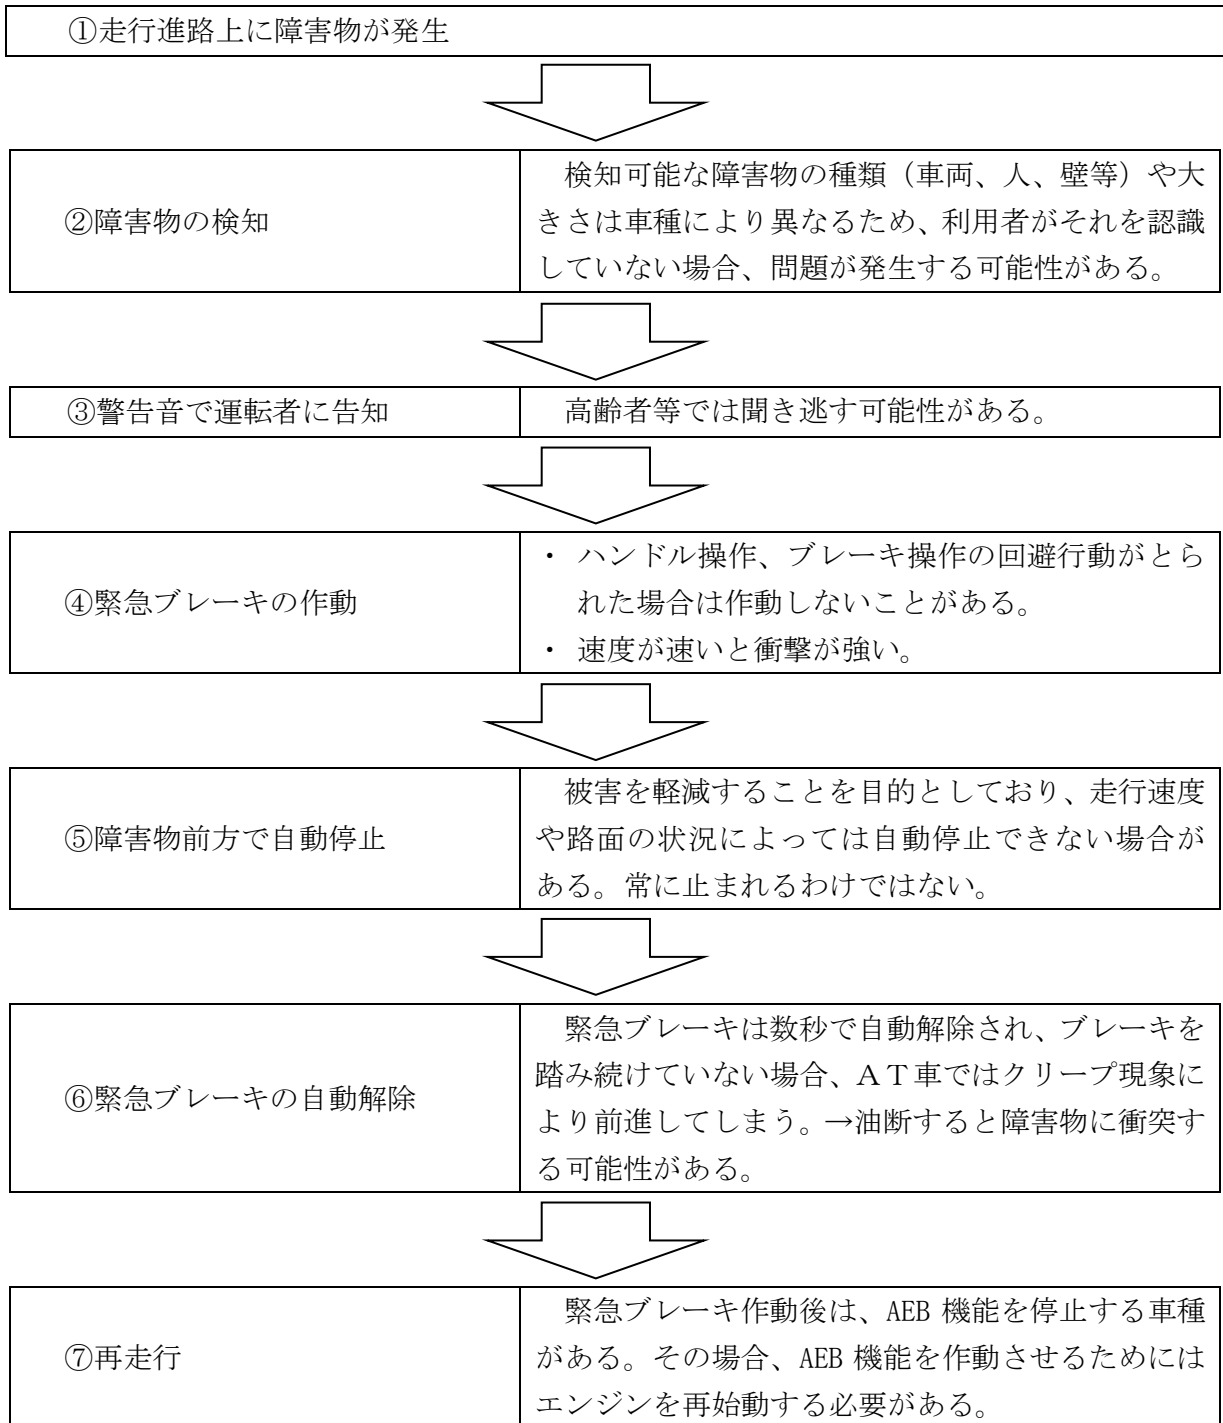 ①走行進路上に障害物が発生
②障害物の検知
検知可能な障害物の種類（車両、人、壁等）や大
きさは車種により異なるため、利用者がそれを認識
していない場合、問題が発生する可能性がある。
③警告音で運転者に告知
高齢者等では聞き逃す可能性がある。
④緊急ブレーキの作動
・ ハンドル操作、ブレーキ操作の回避行動がとら
れた場合は作動しないことがある。
・ 速度が速いと衝撃が強い。
⑤障害物前方で自動停止
被害を軽減することを目的としており、走行速度
や路面の状況によっては自動停止できない場合が
ある。常に止まれるわけではない。
⑥緊急ブレーキの自動解除
緊急ブレーキは数秒で自動解除され、ブレーキを
踏み続けていない場合、ＡＴ車ではクリープ現象に
より前進してしまう。→油断すると障害物に衝突す
る可能性がある。
⑦再走行
緊急ブレーキ作動後は、AEB 機能を停止する車種
がある。その場合、AEB 機能を作動させるためには
エンジンを再始動する必要がある。